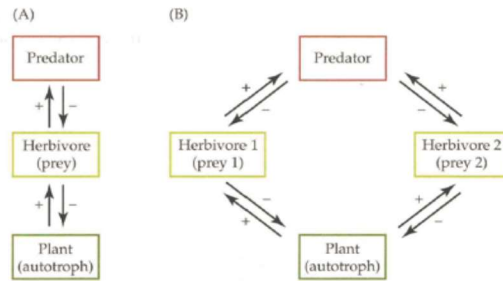 (A)
Predator
+
−
Herbivore
(prey)
+
−
Plant
(autotroph)
(B)
Predator
+
−
+
−
Herbivore 1
(prey 1)
Herbivore 2
(prey 2)
−
+
+
−
Plant
(autotroph)